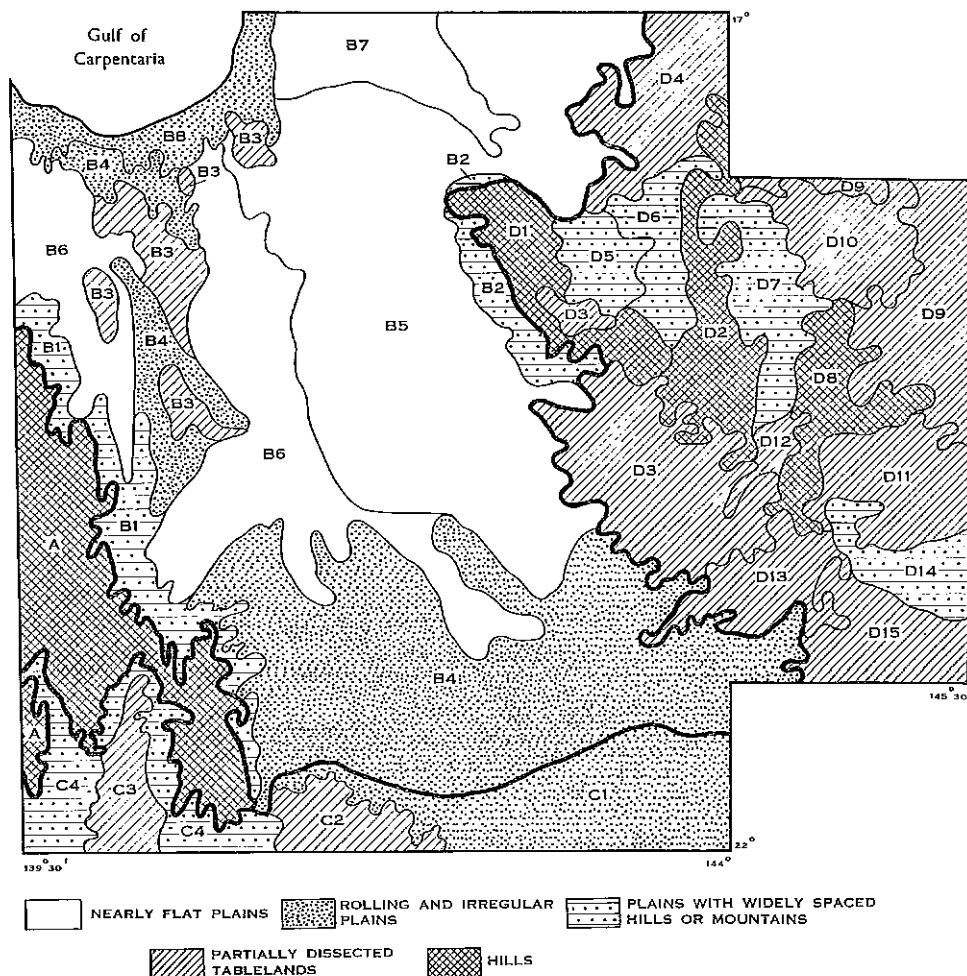 Gulf of
Carpentaria
B7
17°
D4
B8
B3
B4
B3
B2
D9
D6
D1
D10
B6
B3
D5
B2
D7
B3
D3
D9
B1
B4
B5
D2
D8
B3
B6
D12
D3
D11
B1
A
D13
D14
D15
B4
145° 30'
A
C4
C3
C1
C2
C4
22°
139° 30'
144°
NEARLY FLAT PLAINS
ROLLING AND IRREGULAR
PLAINS
PLAINS WITH WIDELY SPACED
HILLS OR MOUNTAINS
PARTIALLY DISSECTED
TABLELANDS
HILLS